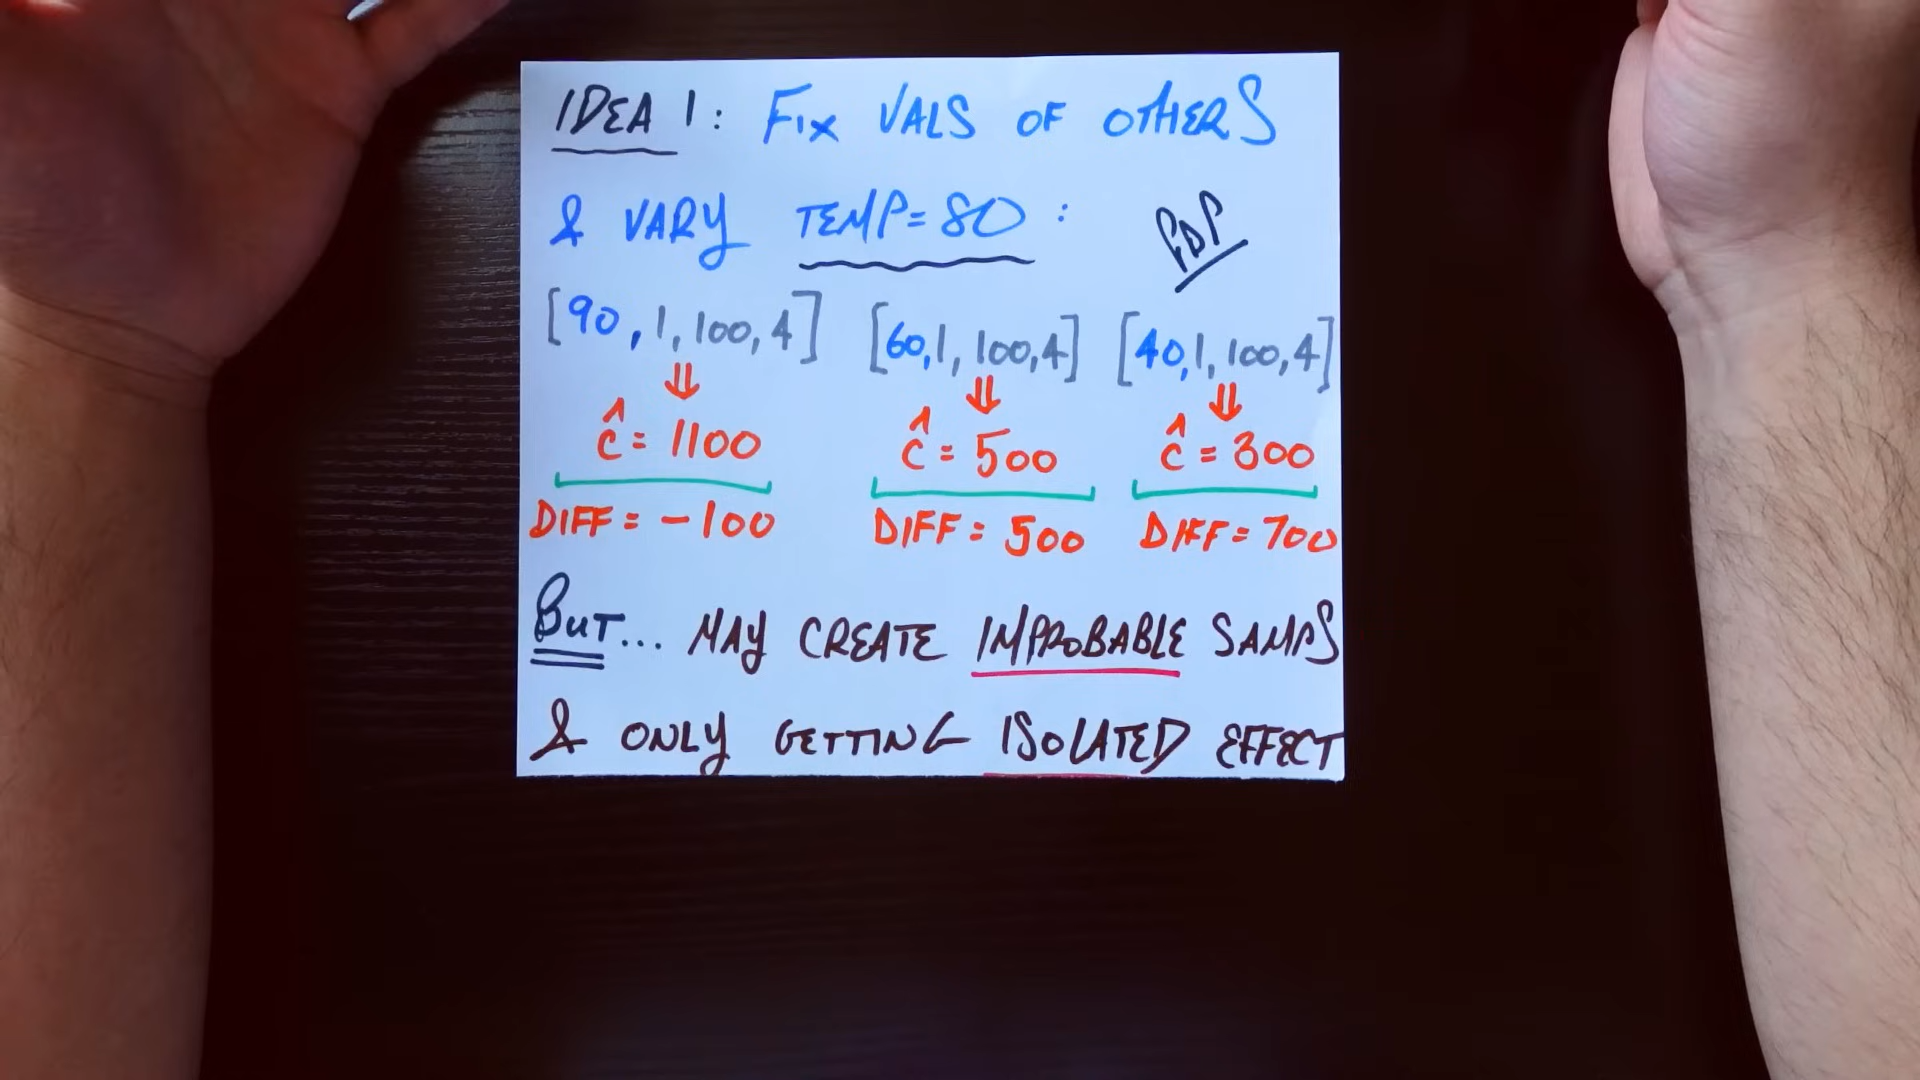 IDEA 1: FIX VALS OF OTHERS
& VARY TEMP=80: PDP
[90, 1, 100, 4] [60, 1, 100, 4] [40, 1, 100, 4]
⇓ ⇓ ⇓
ĉ = 1100 ĉ = 500 ĉ = 300
DIFF = -100 DIFF = 500 DIFF = 700
BUT... MAY CREATE IMPROBABLE SAMPS
& ONLY GETTING ISOLATED EFFECT